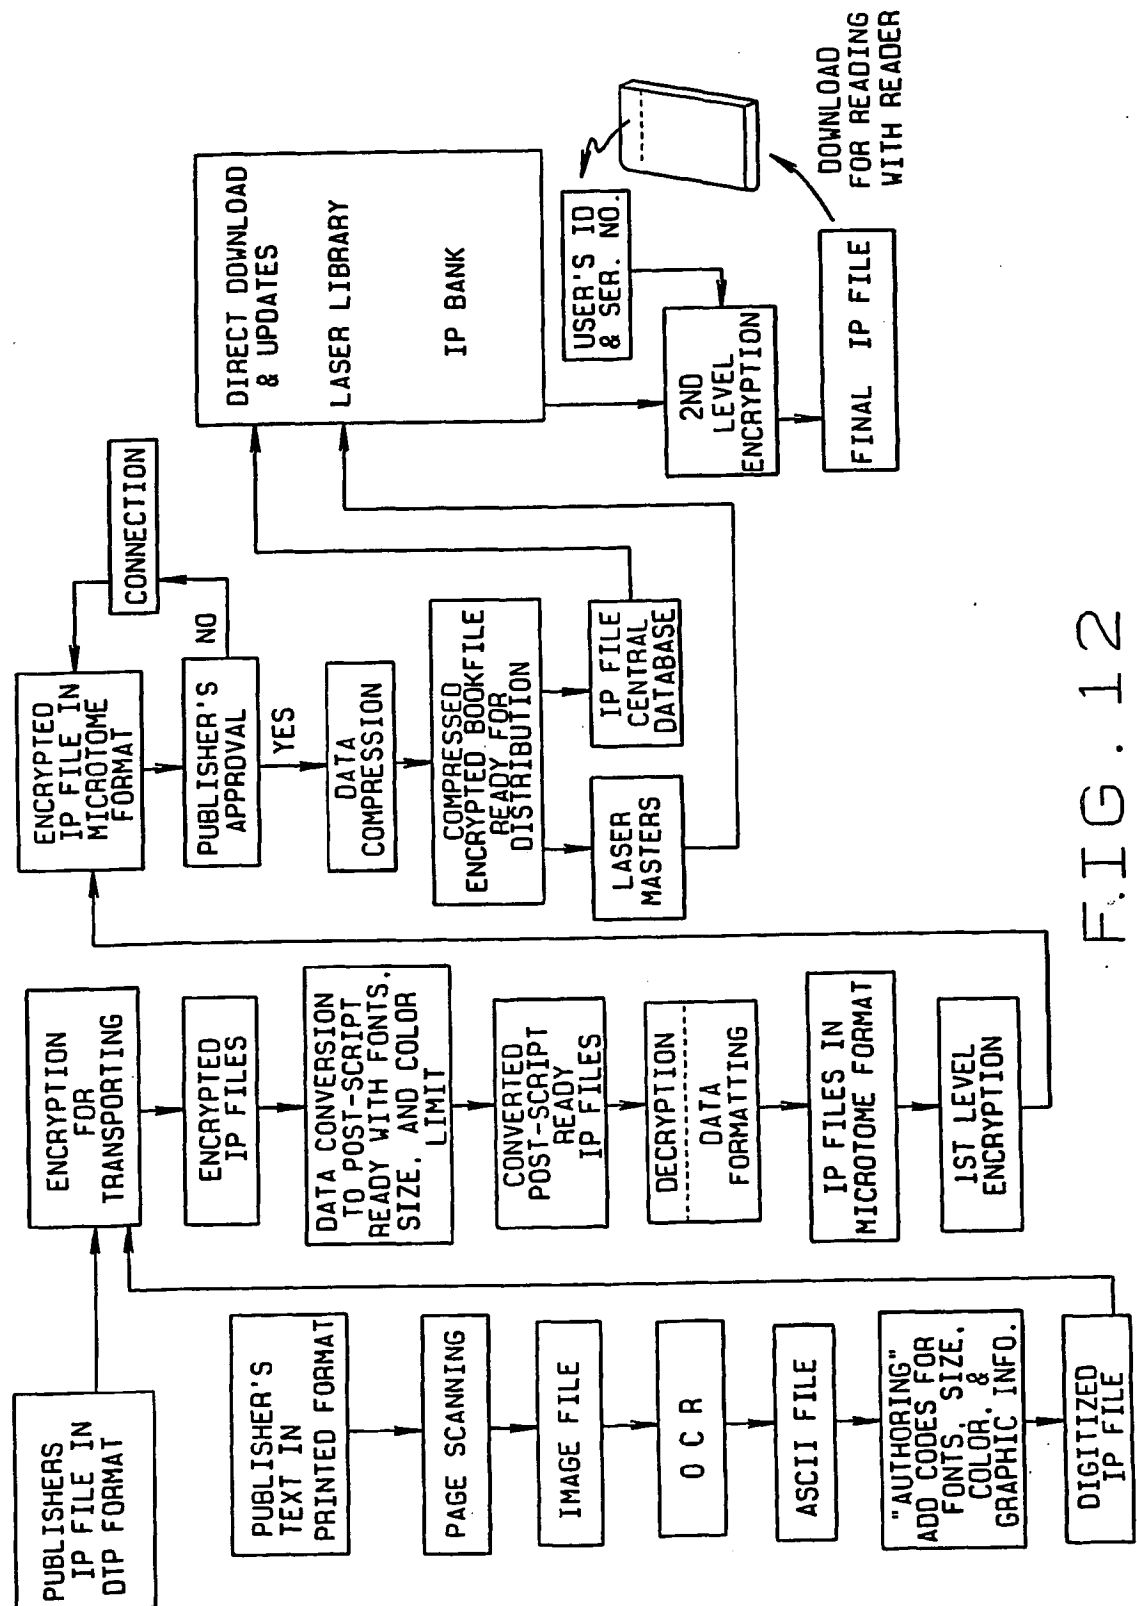 PUBLISHERS
IP FILE IN
DTP FORMAT
PUBLISHER'S
TEXT IN
PRINTED FORMAT
PAGE SCANNING
IMAGE FILE
O C R
ASCII FILE
"AUTHORING"
ADD CODES FOR
FONTS, SIZE,
COLOR, &
GRAPHIC INFO.
DIGITIZED
IP FILE
ENCRYPTION
FOR
TRANSPORTING
ENCRYPTED
IP FILES
DATA CONVERSION
TO POST-SCRIPT
READY WITH FONTS,
SIZE, AND COLOR
LIMIT
CONVERTED
POST-SCRIPT
READY
IP FILES
DECRYPTION
DATA
FORMATTING
IP FILES IN
MICROTOME FORMAT
1ST LEVEL
ENCRYPTION
ENCRYPTED
IP FILE IN
MICROTOME
FORMAT
CONNECTION
PUBLISHER'S
APPROVAL
NO
YES
DATA
COMPRESSION
COMPRESSED
ENCRYPTED BOOKFILE
READY FOR
DISTRIBUTION
LASER
MASTERS
IP FILE
CENTRAL
DATABASE
DIRECT DOWNLOAD
& UPDATES
LASER LIBRARY
IP BANK
USER'S ID
& SER. NO.
2ND
LEVEL
ENCRYPTION
FINAL IP FILE
DOWNLOAD
FOR READING
WITH READER
FIG. 12